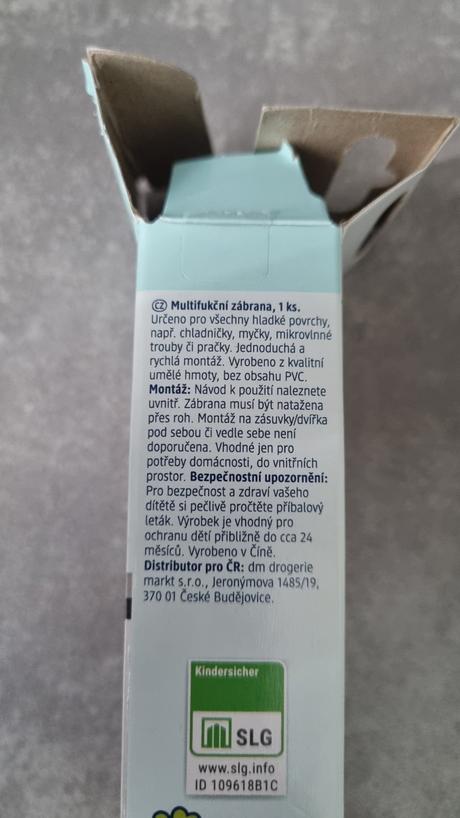 CZ Multifukční zábrana, 1 ks.
Určeno pro všechny hladké povrchy,
např. chladničky, myčky, mikrovlnné
trouby či pračky. Jednoduchá a
rychlá montáž. Vyrobeno z kvalitní
umělé hmoty, bez obsahu PVC.
Montáž: Návod k použití naleznete
uvnitř. Zábrana musí být natažena
přes roh. Montáž na zásuvky/dvířka
pod sebou či vedle sebe není
doporučena. Vhodné jen pro
potřeby domácnosti, do vnitřních
prostor. Bezpečnostní upozornění:
Pro bezpečnost a zdraví vašeho
dítětě si pečlivě pročtěte příbalový
leták. Výrobek je vhodný pro
ochranu dětí přibližně do cca 24
měsíců. Vyrobeno v Číně.
Distributor pro ČR: dm drogerie
markt s.r.o., Jeronýmova 1485/19,
370 01 České Budějovice.
Kindersicher
SLG
www.slg.info
ID 109618B1C